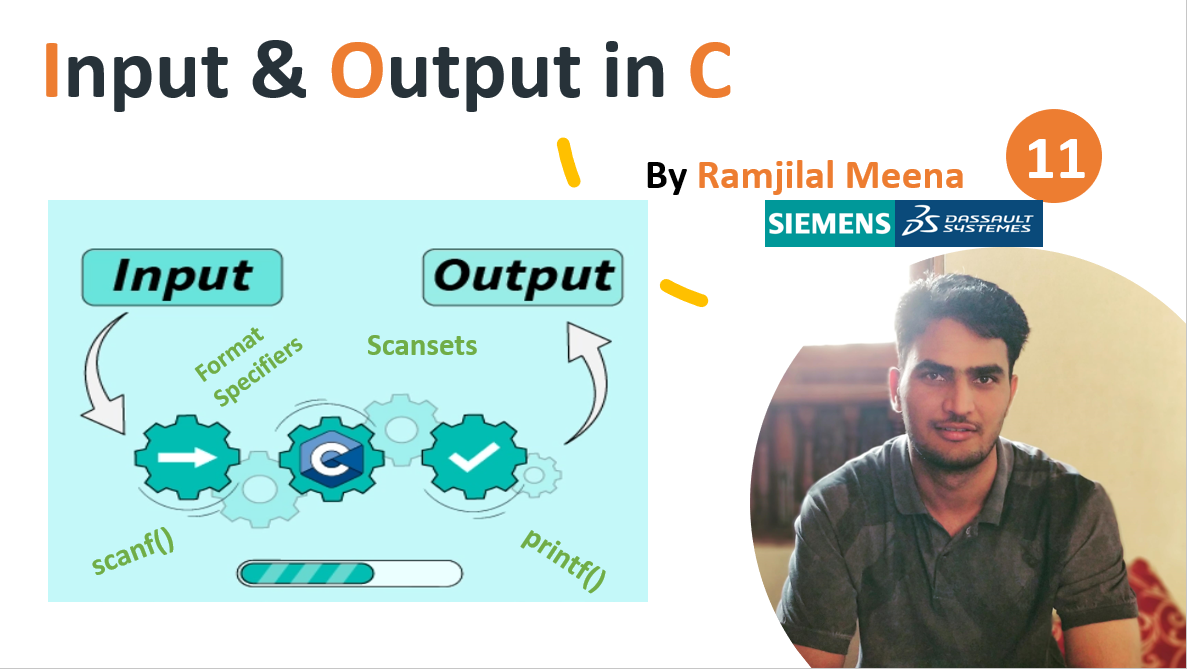 Input & Output in C
11
By Ramjilal Meena
SIEMENS
DASSAULT
SYSTEMES
Input
Output
Format
Specifiers
Scansets
C
scanf()
printf()